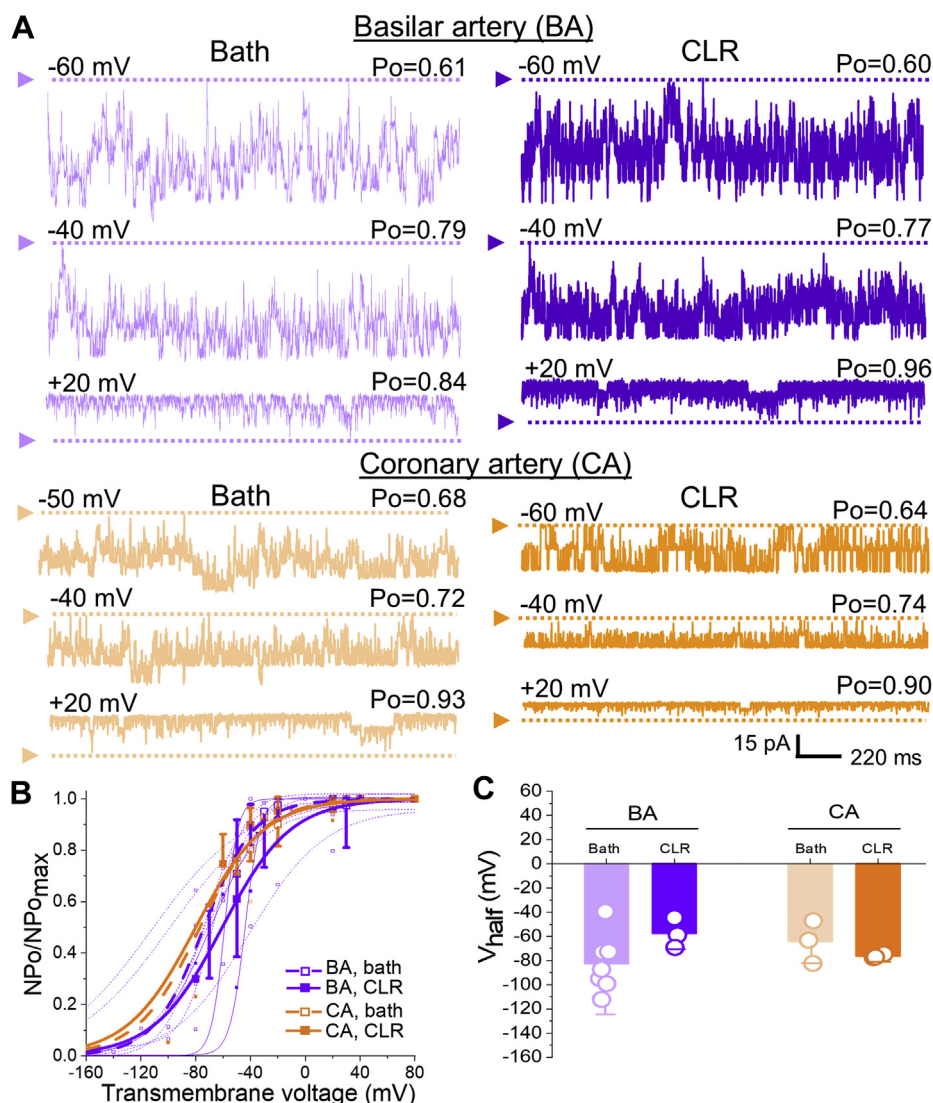 A
Basilar artery (BA)
Bath
CLR
-60 mV
Po=0.61
-60 mV
Po=0.60
-40 mV
Po=0.79
-40 mV
Po=0.77
+20 mV
Po=0.84
+20 mV
Po=0.96
Coronary artery (CA)
Bath
CLR
-50 mV
Po=0.68
-60 mV
Po=0.64
-40 mV
Po=0.72
-40 mV
Po=0.74
+20 mV
Po=0.93
+20 mV
Po=0.90
15 pA
220 ms
B
NPo/NPomax
1.0
0.8
0.6
0.4
0.2
0.0
-160
-120
-80
-40
0
40
80
Transmembrane voltage (mV)
BA, bath
BA, CLR
CA, bath
CA, CLR
C
Vhalf (mV)
60
40
20
0
-20
-40
-60
-80
-100
-120
-140
-160
BA
CA
Bath
CLR
Bath
CLR